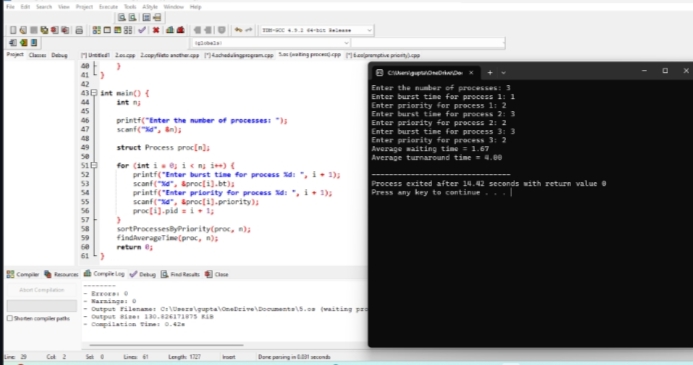 File Edit Search View Project Execute Tools AStyle Window Help
TDM-GCC 4.9.2 64-bit Release
(globals)
Project Classes Debug
[*] Untitled1 2.os.cpp 2.copyfileto another.cpp [*] 4.schedulingprogram.cpp 5.os (waiting process).cpp [*] 6.os(premptive priority).cpp
40 }
41 }
42
43 int main() {
44 int n;
45
46 printf("Enter the number of processes: ");
47 scanf("%d", &n);
48
49 struct Process proc[n];
50
51 for (int i = 0; i < n; i++) {
52 printf("Enter burst time for process %d: ", i + 1);
53 scanf("%d", &proc[i].bt);
54 printf("Enter priority for process %d: ", i + 1);
55 scanf("%d", &proc[i].priority);
56 proc[i].pid = i + 1;
57 }
58 sortProcessesByPriority(proc, n);
59 findAverageTime(proc, n);
60 return 0;
61 }
C:\Users\gupta\OneDrive\Do
Enter the number of processes: 3
Enter burst time for process 1: 1
Enter priority for process 1: 2
Enter burst time for process 2: 3
Enter priority for process 2: 2
Enter burst time for process 3: 3
Enter priority for process 3: 2
Average waiting time = 1.67
Average turnaround time = 4.00
--------------------------------
Process exited after 14.42 seconds with return value 0
Press any key to continue . . .
Compiler Resources Compile Log Debug Find Results Close
Abort Compilation
Shorten compiler paths
--------
- Errors: 0
- Warnings: 0
- Output Filename: C:\Users\gupta\OneDrive\Documents\5.os (waiting pro
- Output Size: 130.826171875 KiB
- Compilation Time: 0.42s
Line: 29 Col: 2 Sel: 0 Lines: 61 Length: 1727 Insert Done parsing in 0.031 seconds